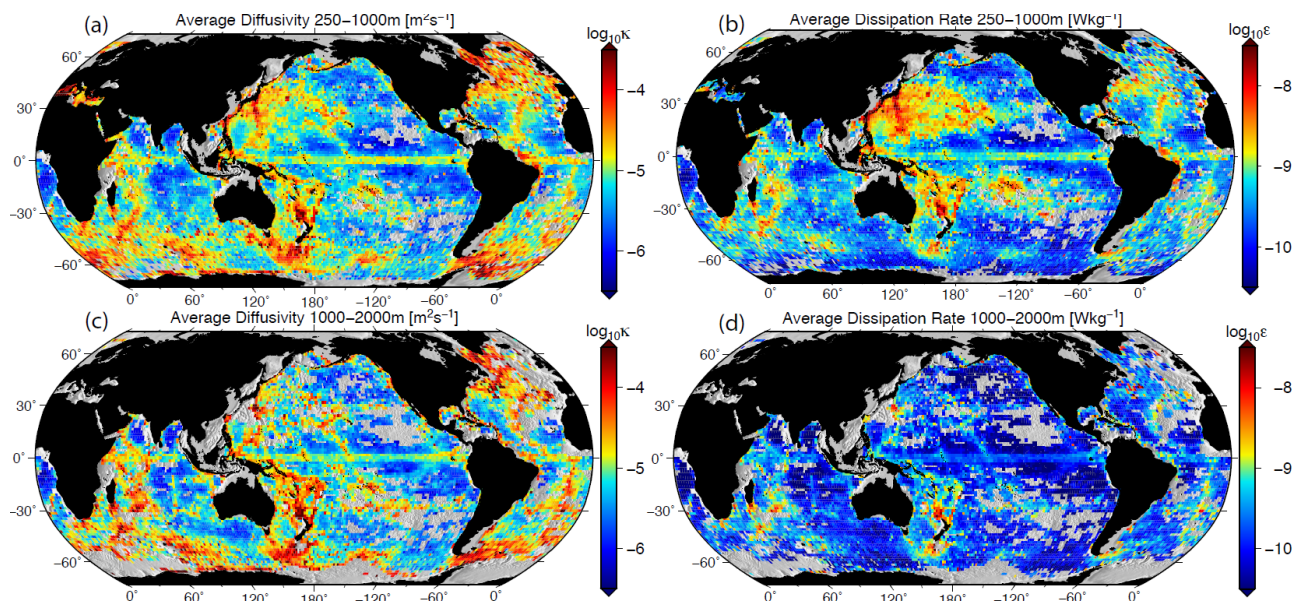 (a) Average Diffusivity 250−1000m [m²s⁻¹]
log₁₀κ
60°
30°
0°
−30°
−60°
−4
−5
−6
0° 60° 120° 180° −120° −60° 0°
(b) Average Dissipation Rate 250−1000m [Wkg⁻¹]
log₁₀ε
60°
30°
0°
−30°
−60°
−8
−9
−10
0° 60° 120° 180° −120° −60° 0°
(c) Average Diffusivity 1000−2000m [m²s⁻¹]
log₁₀κ
60°
30°
0°
−30°
−60°
−4
−5
−6
0° 60° 120° 180° −120° −60° 0°
(d) Average Dissipation Rate 1000−2000m [Wkg⁻¹]
log₁₀ε
60°
30°
0°
−30°
−60°
−8
−9
−10
0° 60° 120° 180° −120° −60° 0°